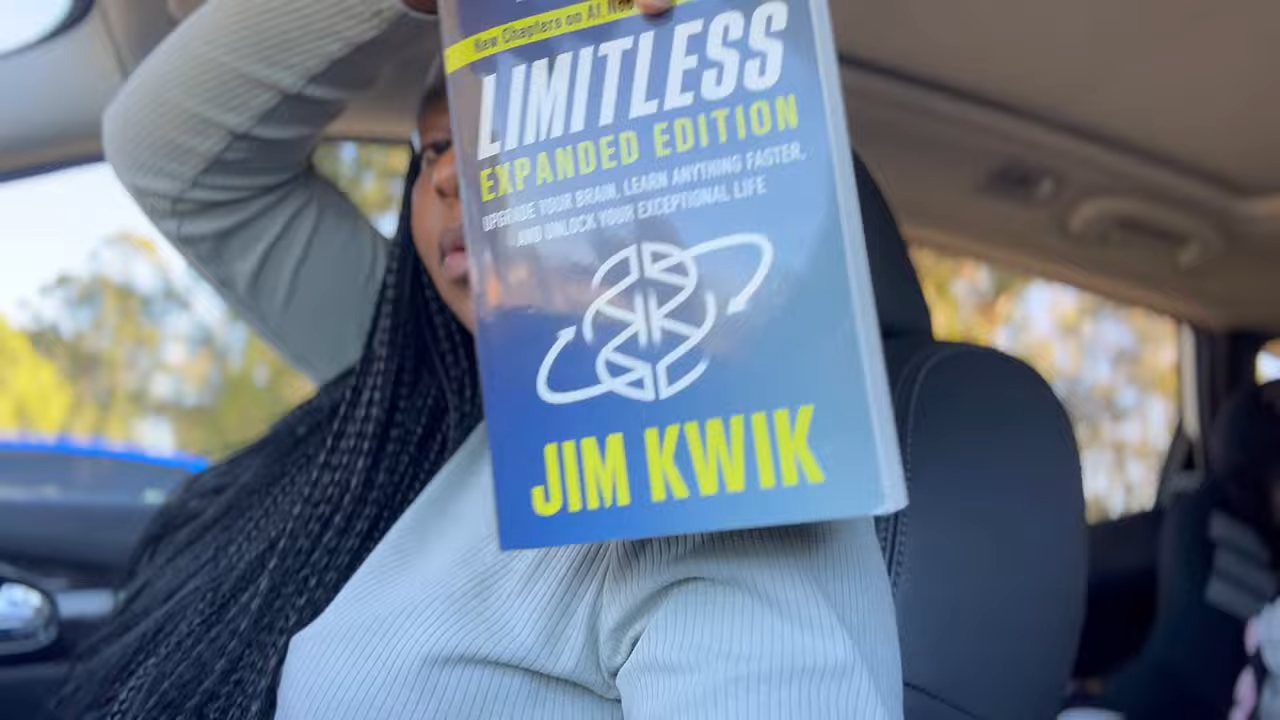 New Chapters on AI,
LIMITLESS
EXPANDED EDITION
UPGRADE YOUR BRAIN, LEARN ANYTHING FASTER,
AND UNLOCK YOUR EXCEPTIONAL LIFE
JIM KWIK